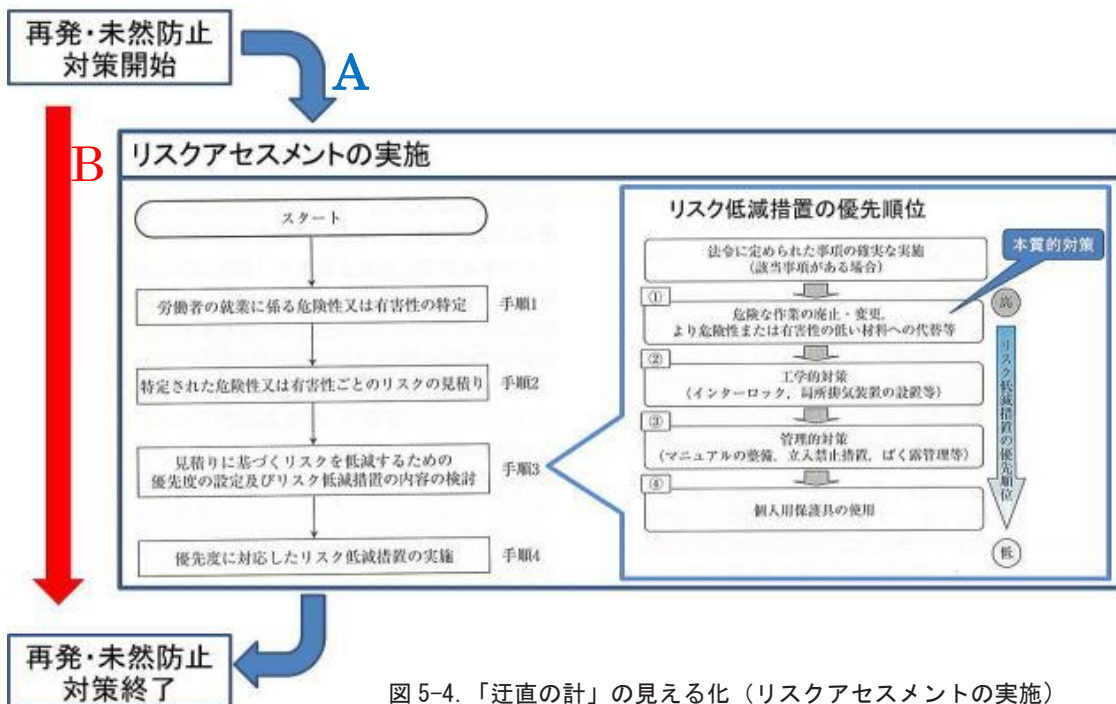 再発・未然防止
対策開始
A
B
リスクアセスメントの実施
スタート
労働者の就業に係る危険性又は有害性の特定
手順1
特定された危険性又は有害性ごとのリスクの見積り
手順2
見積りに基づくリスクを低減するための
優先度の設定及びリスク低減措置の内容の検討
手順3
優先度に対応したリスク低減措置の実施
手順4
リスク低減措置の優先順位
本質的対策
法令に定められた事項の確実な実施
(該当事項がある場合)
①
危険な作業の廃止・変更,
より危険性または有害性の低い材料への代替等
②
工学的対策
(インターロック,局所排気装置の設置等)
③
管理的対策
(マニュアルの整備,立入禁止措置,ばく露管理等)
④
個人用保護具の使用
高
リスク低減措置の優先順位
低
再発・未然防止
対策終了
図 5-4.「迂直の計」の見える化(リスクアセスメントの実施)